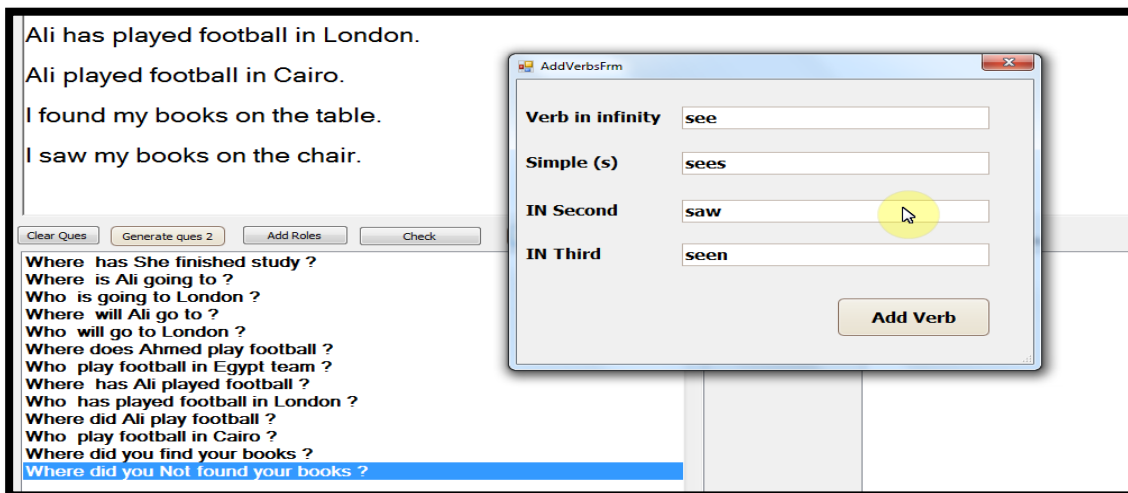 Ali has played football in London.
Ali played football in Cairo.
I found my books on the table.
I saw my books on the chair.
AddVerbsFrm
Verb in infinity see
Simple (s) sees
IN Second saw
IN Third seen
Add Verb
Clear Ques Generate ques 2 Add Roles Check
Where has She finished study ?
Where is Ali going to ?
Who is going to London ?
Where will Ali go to ?
Who will go to London ?
Where does Ahmed play football ?
Who play football in Egypt team ?
Where has Ali played football ?
Who has played football in London ?
Where did Ali play football ?
Who play football in Cairo ?
Where did you find your books ?
Where did you Not found your books ?